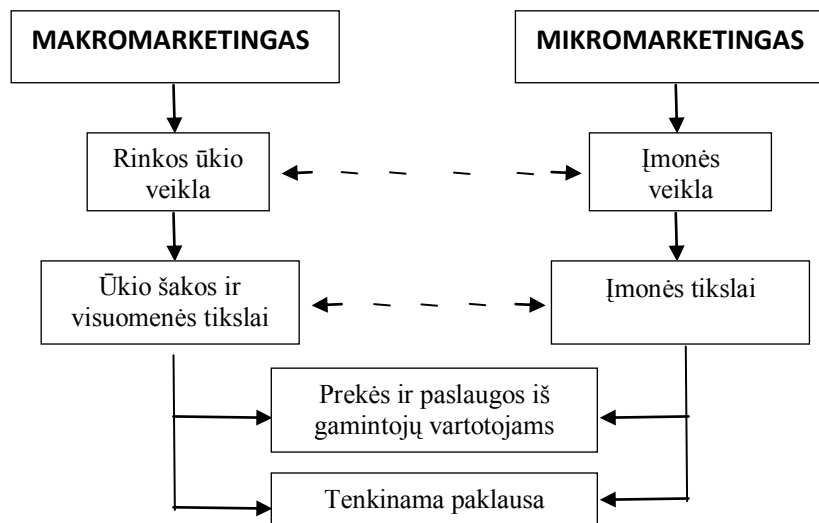 MAKROMARKETINGAS
MIKROMARKETINGAS
Rinkos ūkio
veikla
Įmonės
veikla
Ūkio šakos ir
visuomenės tikslai
Įmonės tikslai
Prekės ir paslaugos iš
gamintojų vartotojams
Tenkinama paklausa